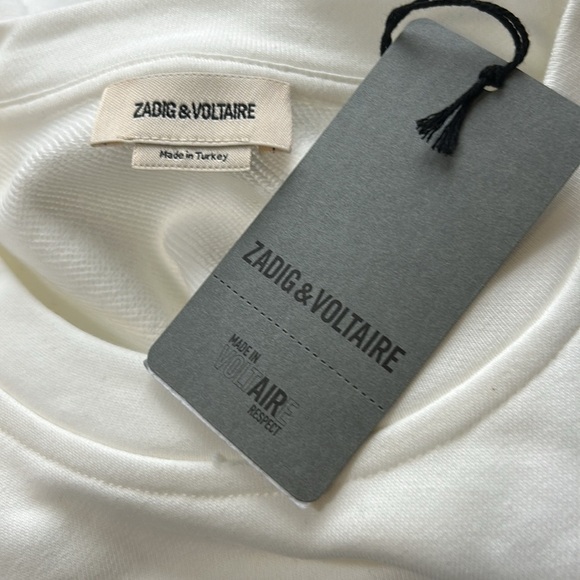 ZADIG & VOLTAIRE
Made in Turkey
ZADIG & VOLTAIRE
MADE IN
VOLTAIRE
RESPECT